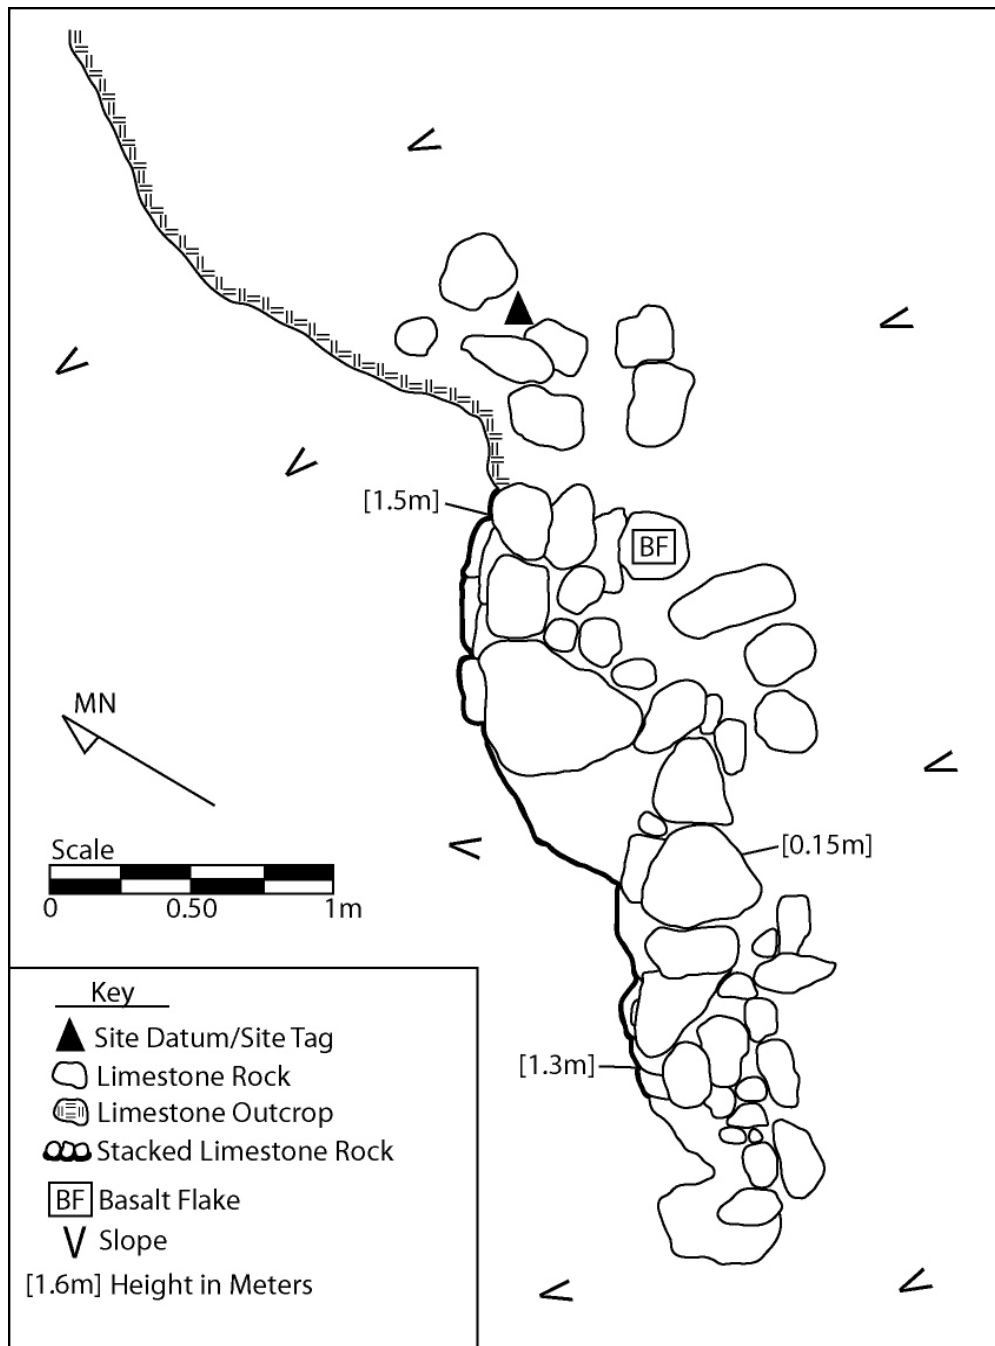 [1.5m]
BF
MN
Scale
0 0.50 1m
[0.15m]
[1.3m]
Key
Site Datum/Site Tag
Limestone Rock
Limestone Outcrop
Stacked Limestone Rock
BF Basalt Flake
Slope
[1.6m] Height in Meters